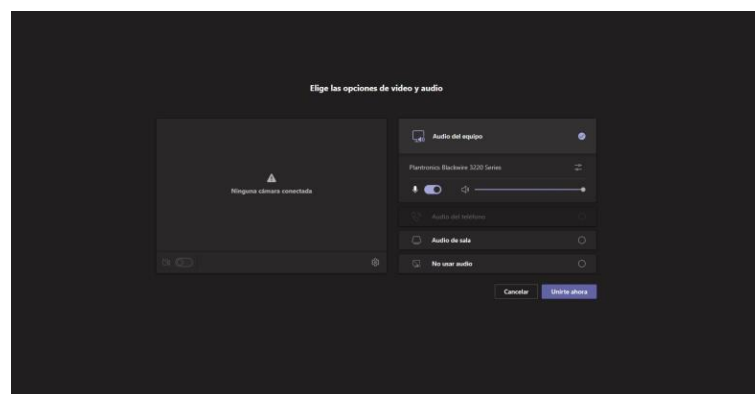 Elige las opciones de video y audio
Ninguna cámara conectada
Audio del equipo
Plantronics Blackwire 3220 Series
Audio del teléfono
Audio de sala
No usar audio
Cancelar
Unirte ahora